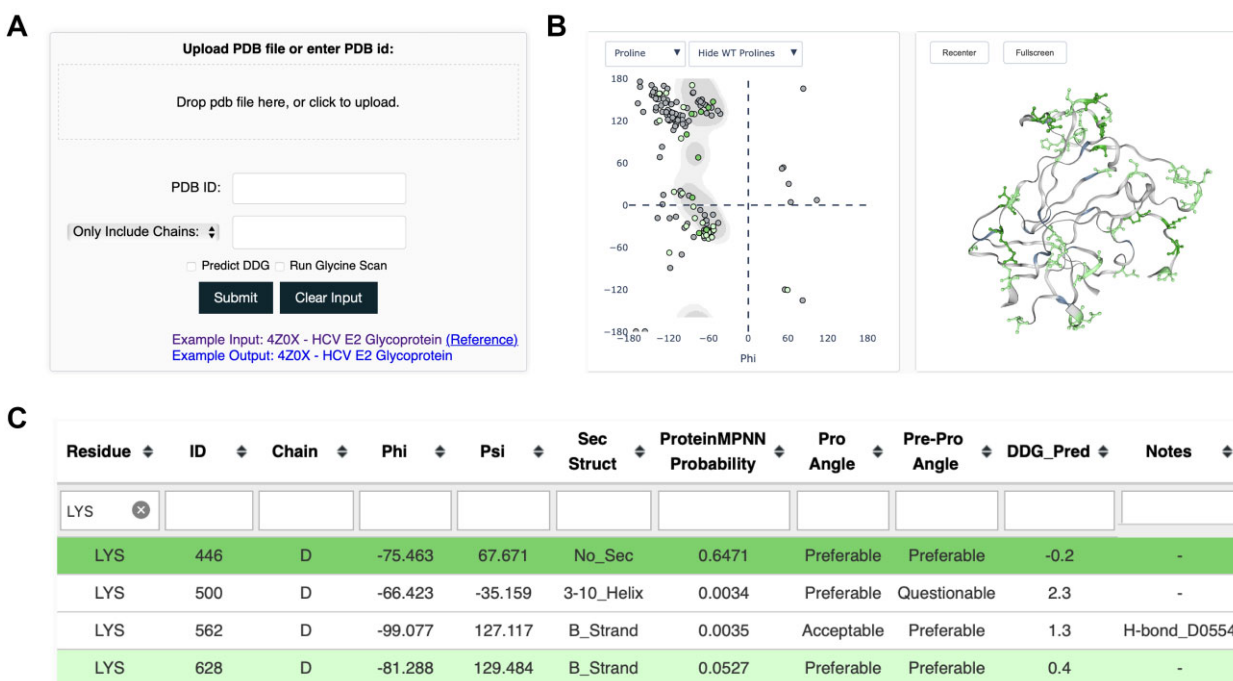 A
Upload PDB file or enter PDB id:
Drop pdb file here, or click to upload.
PDB ID:
Only Include Chains:
Predict DDG Run Glycine Scan
Submit Clear Input
Example Input: 4Z0X - HCV E2 Glycoprotein (Reference)
Example Output: 4Z0X - HCV E2 Glycoprotein
B
Proline Hide WT Prolines
180
120
60
0
−60
−120
−180
−180 −120 −60 0 60 120 180
Phi
Recenter Fullscreen
C
Residue ID Chain Phi Psi Sec Struct ProteinMPNN Probability Pro Angle Pre-Pro Angle DDG_Pred Notes
LYS
LYS 446 D -75.463 67.671 No_Sec 0.6471 Preferable Preferable -0.2 -
LYS 500 D -66.423 -35.159 3-10_Helix 0.0034 Preferable Questionable 2.3 -
LYS 562 D -99.077 127.117 B_Strand 0.0035 Acceptable Preferable 1.3 H-bond_D0554
LYS 628 D -81.288 129.484 B_Strand 0.0527 Preferable Preferable 0.4 -